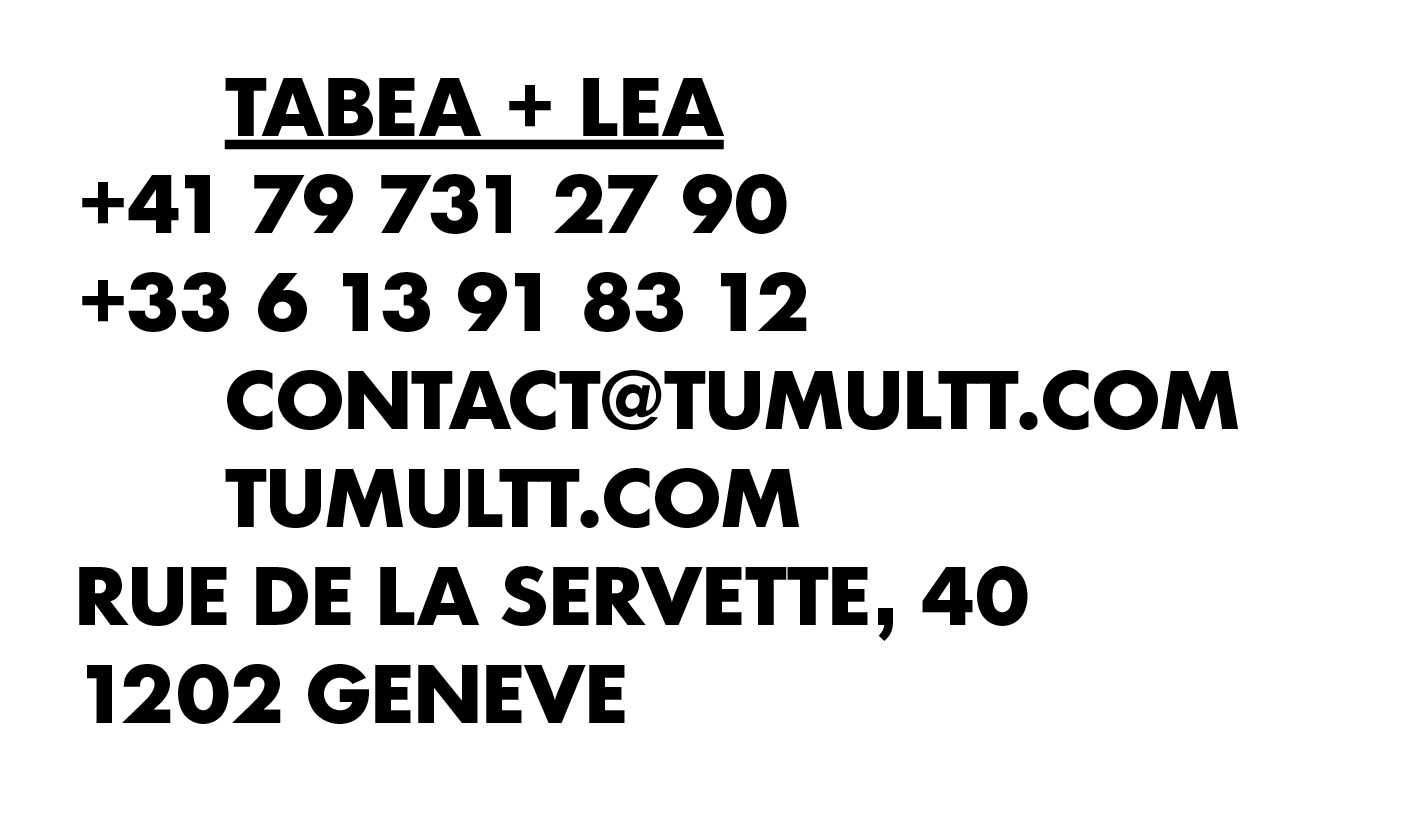 TABEA + LEA
+41 79 731 27 90
+33 6 13 91 83 12
CONTACT@TUMULTT.COM
TUMULTT.COM
RUE DE LA SERVETTE, 40
1202 GENEVE